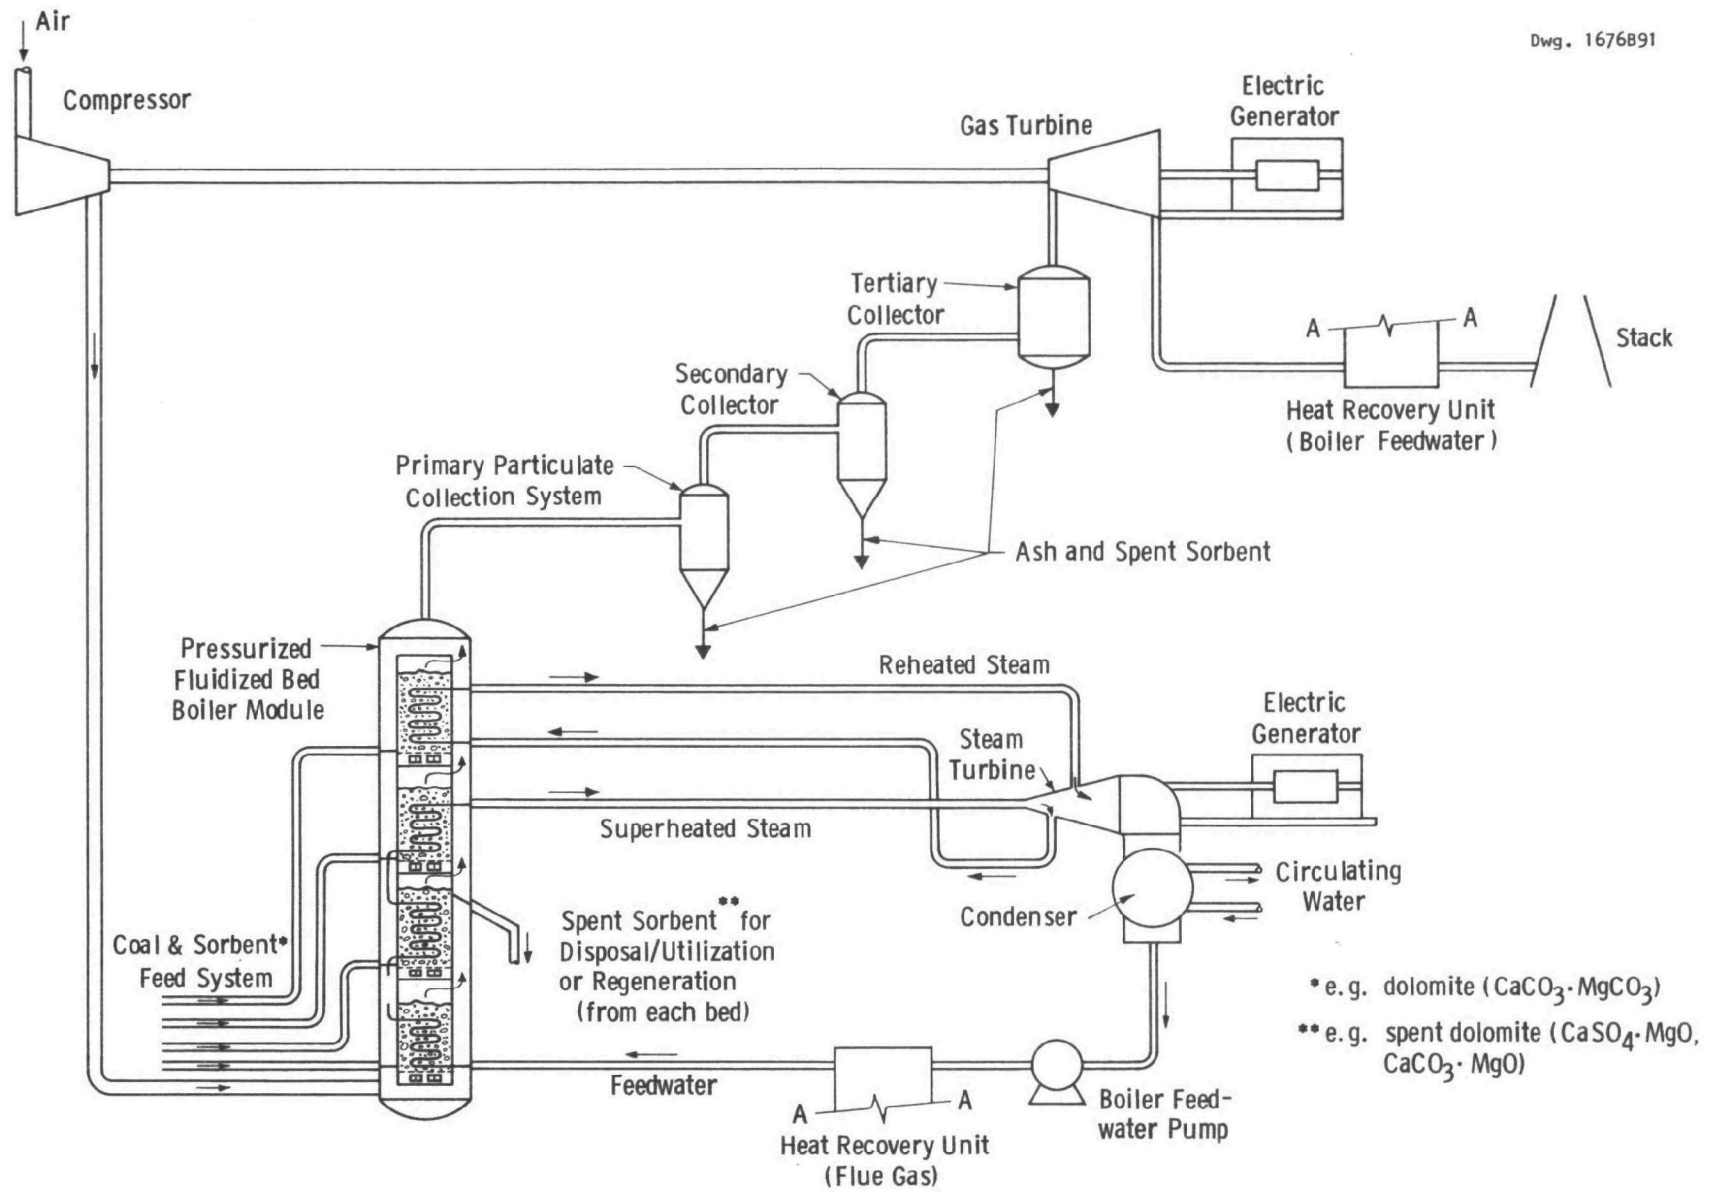 Air
Dwg. 1676B91
Compressor
Electric
Generator
Gas Turbine
Tertiary
Collector
A
A
Stack
Secondary
Collector
Heat Recovery Unit
(Boiler Feedwater)
Primary Particulate
Collection System
Ash and Spent Sorbent
Pressurized
Fluidized Bed
Boiler Module
Reheated Steam
Electric
Generator
Steam
Turbine
Superheated Steam
Circulating
Water
Condenser
Spent Sorbent** for
Disposal/Utilization
or Regeneration
(from each bed)
Coal & Sorbent*
Feed System
*e.g. dolomite (CaCO3·MgCO3)
**e.g. spent dolomite (CaSO4·MgO,
CaCO3·MgO)
Feedwater
A
A
Boiler Feed-
water Pump
Heat Recovery Unit
(Flue Gas)